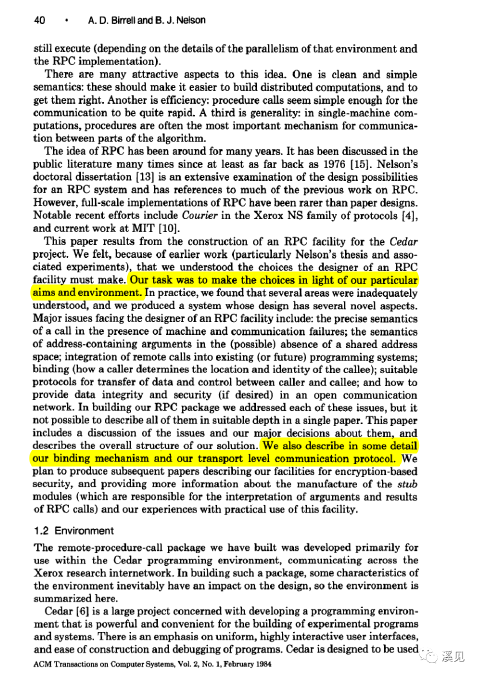 40 • A. D. Birrell and B. J. Nelson
still execute (depending on the details of the parallelism of that environment and
the RPC implementation).
There are many attractive aspects to this idea. One is clean and simple
semantics: these should make it easier to build distributed computations, and to
get them right. Another is efficiency: procedure calls seem simple enough for the
communication to be quite rapid. A third is generality: in single-machine com-
putations, procedures are often the most important mechanism for communica-
tion between parts of the algorithm.
The idea of RPC has been around for many years. It has been discussed in the
public literature many times since at least as far back as 1976 [15]. Nelson's
doctoral dissertation [13] is an extensive examination of the design possibilities
for an RPC system and has references to much of the previous work on RPC.
However, full-scale implementations of RPC have been rarer than paper designs.
Notable recent efforts include Courier in the Xerox NS family of protocols [4],
and current work at MIT [10].
This paper results from the construction of an RPC facility for the Cedar
project. We felt, because of earlier work (particularly Nelson's thesis and asso-
ciated experiments), that we understood the choices the designer of an RPC
facility must make. Our task was to make the choices in light of our particular
aims and environment. In practice, we found that several areas were inadequately
understood, and we produced a system whose design has several novel aspects.
Major issues facing the designer of an RPC facility include: the precise semantics
of a call in the presence of machine and communication failures; the semantics
of address-containing arguments in the (possible) absence of a shared address
space; integration of remote calls into existing (or future) programming systems;
binding (how a caller determines the location and identity of the callee); suitable
protocols for transfer of data and control between caller and callee; and how to
provide data integrity and security (if desired) in an open communication
network. In building our RPC package we addressed each of these issues, but it
not possible to describe all of them in suitable depth in a single paper. This paper
includes a discussion of the issues and our major decisions about them, and
describes the overall structure of our solution. We also describe in some detail
our binding mechanism and our transport level communication protocol. We
plan to produce subsequent papers describing our facilities for encryption-based
security, and providing more information about the manufacture of the stub
modules (which are responsible for the interpretation of arguments and results
of RPC calls) and our experiences with practical use of this facility.
1.2 Environment
The remote-procedure-call package we have built was developed primarily for
use within the Cedar programming environment, communicating across the
Xerox research internetwork. In building such a package, some characteristics of
the environment inevitably have an impact on the design, so the environment is
summarized here.
Cedar [6] is a large project concerned with developing a programming environ-
ment that is powerful and convenient for the building of experimental programs
and systems. There is an emphasis on uniform, highly interactive user interfaces,
and ease of construction and debugging of programs. Cedar is designed to be used
ACM Transactions on Computer Systems, Vol. 2, No. 1, February 1984
溪见